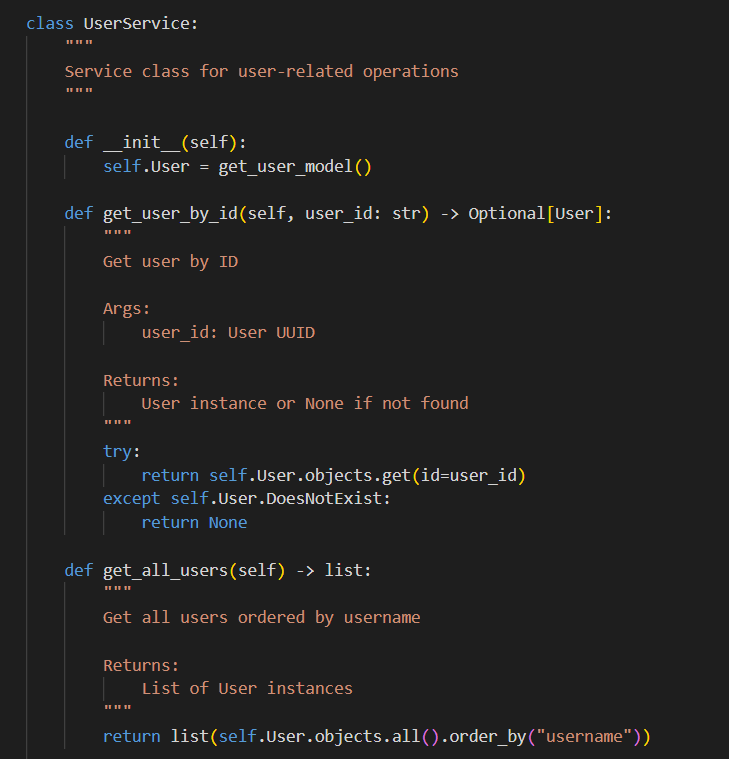 class UserService:
    """
    Service class for user-related operations
    """

    def __init__(self):
        self.User = get_user_model()

    def get_user_by_id(self, user_id: str) -> Optional[User]:
        """
        Get user by ID

        Args:
            user_id: User UUID

        Returns:
            User instance or None if not found
        """
        try:
            return self.User.objects.get(id=user_id)
        except self.User.DoesNotExist:
            return None

    def get_all_users(self) -> list:
        """
        Get all users ordered by username

        Returns:
            List of User instances
        """
        return list(self.User.objects.all().order_by("username"))